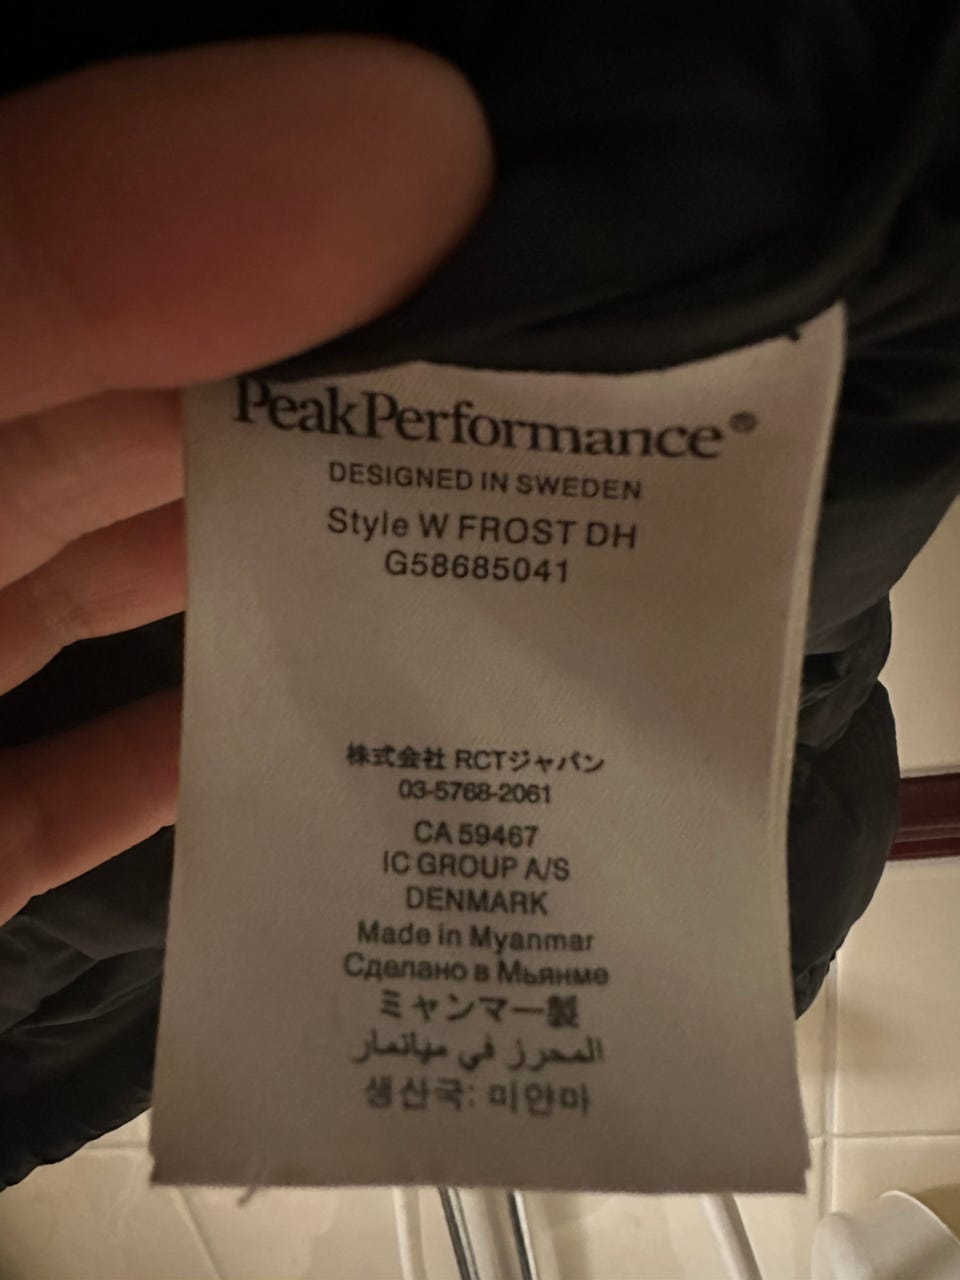 PeakPerformance®
DESIGNED IN SWEDEN
Style W FROST DH
G58685041
株式会社 RCTジャパン
03-5768-2061
CA 59467
IC GROUP A/S
DENMARK
Made in Myanmar
Сделано в Мьянме
ミャンマー製
المحرز في ميانمار
생산국: 미얀마